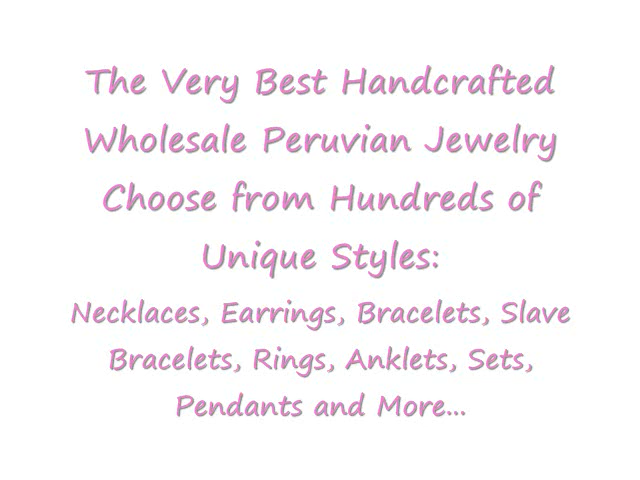 The Very Best Handcrafted
Wholesale Peruvian Jewelry
Choose from Hundreds of
Unique Styles:
Necklaces, Earrings, Bracelets, Slave
Bracelets, Rings, Anklets, Sets,
Pendants and More...